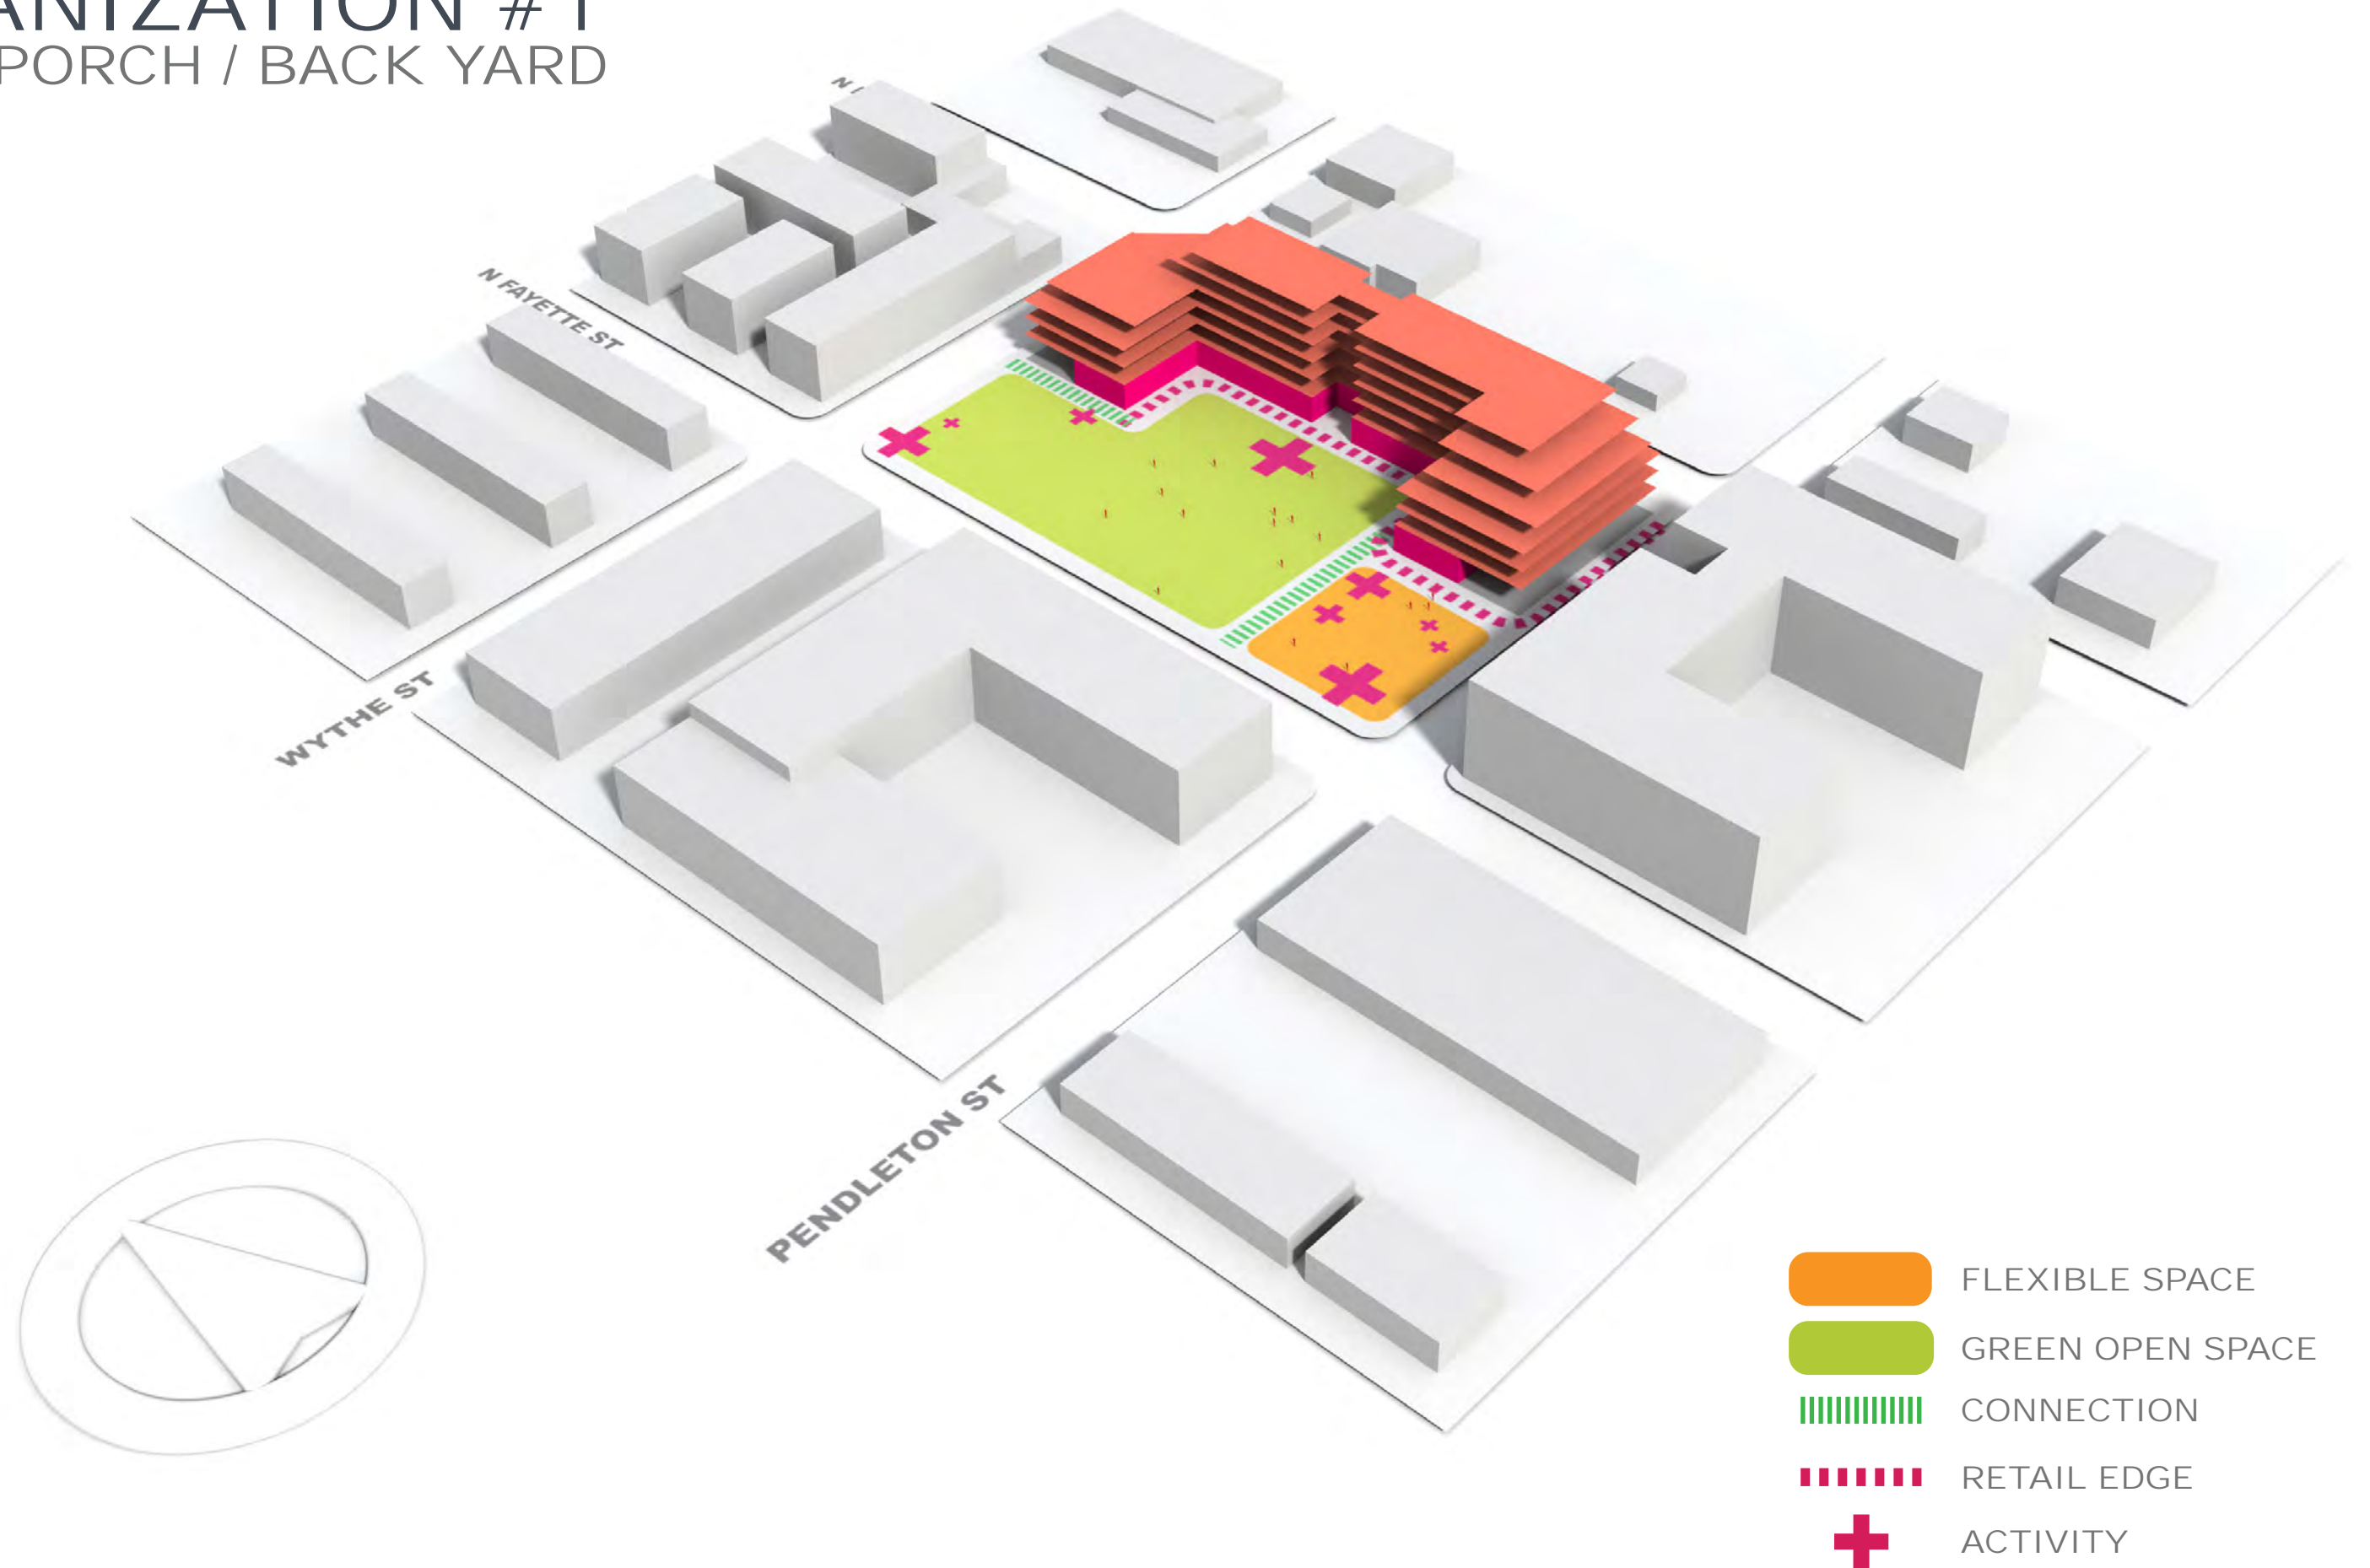 PORCH / BACK YARD
N
N FAYETTE ST
WYTHE ST
PENDLETON ST
FLEXIBLE SPACE
GREEN OPEN SPACE
CONNECTION
RETAIL EDGE
ACTIVITY